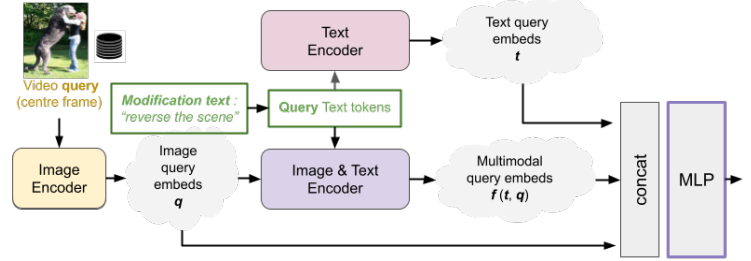 Video query
(centre frame)
Modification text :
“reverse the scene”
Query Text tokens
Text
Encoder
Text query
embeds
t
Image
Encoder
Image
query
embeds
q
Image & Text
Encoder
Multimodal
query embeds
f (t, q)
concat
MLP